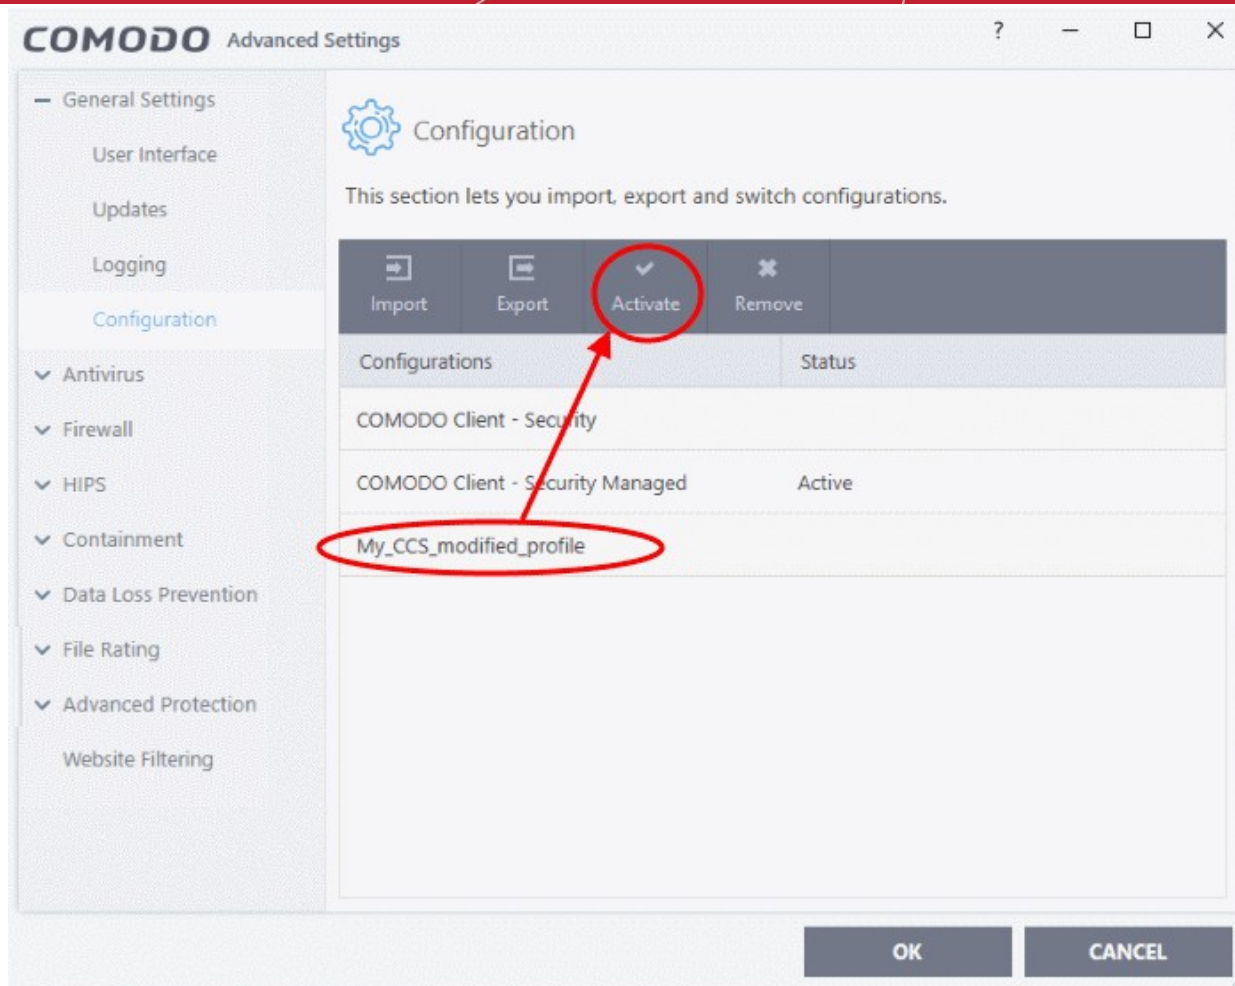 COMODO Advanced Settings ?
General Settings
User Interface
Updates
Logging
Configuration
Antivirus
Firewall
HIPS
Containment
Data Loss Prevention
File Rating
Advanced Protection
Website Filtering
Configuration
This section lets you import, export and switch configurations.
Import Export Activate Remove
Configurations Status
COMODO Client - Security
COMODO Client - Security Managed Active
My_CCS_modified_profile
OK CANCEL